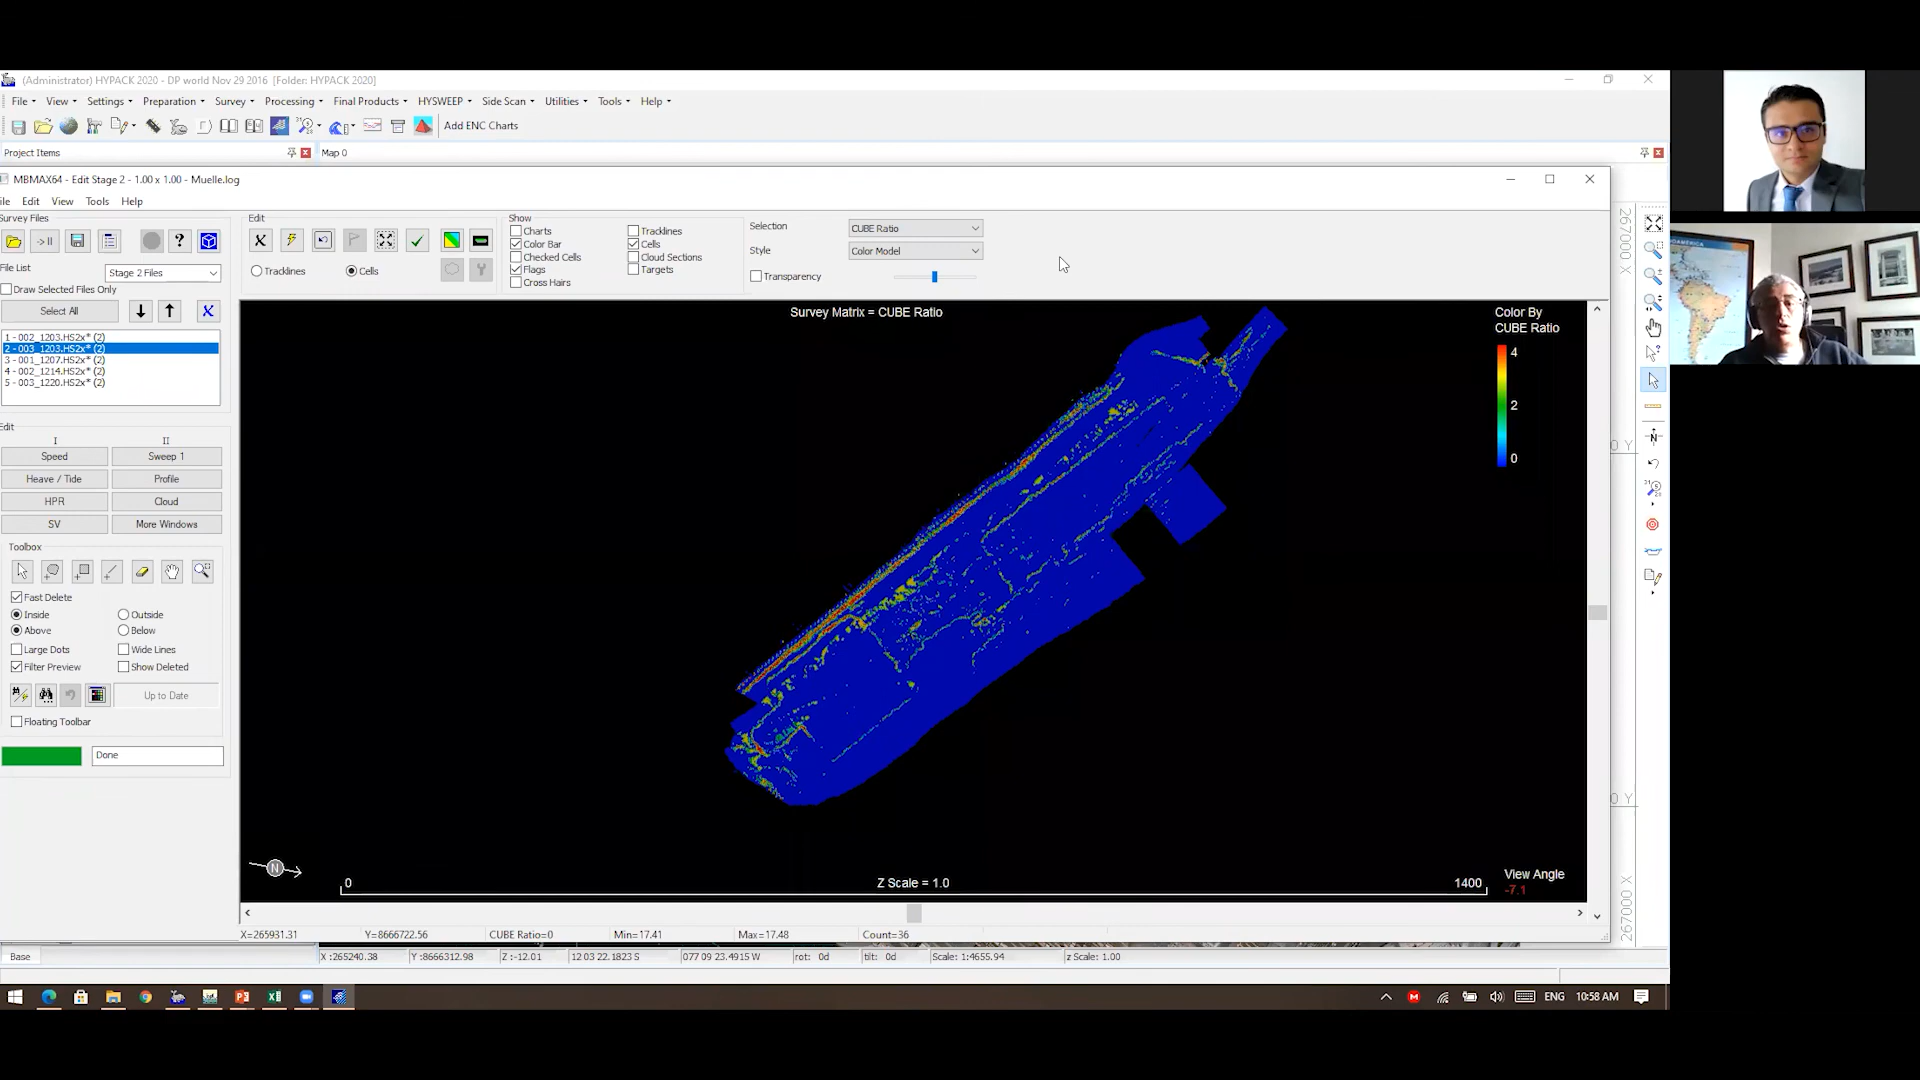 (Administrator) HYPACK 2020 - DP world Nov 29 2016 [Folder: HYPACK 2020]
File View Settings Preparation Survey Processing Final Products HYSWEEP Side Scan Utilities Tools Help
Add ENC Charts
Project Items
Map 0
MBMAX64 - Edit Stage 2 - 1.00 x 1.00 - Muelle.log
ile Edit View Tools Help
Survey Files
File List
Stage 2 Files
Draw Selected Files Only
Select All
1 - 002_1203.HS2x* (2)
2 - 003_1203.HS2x* (2)
3 - 001_1207.HS2x* (2)
4 - 002_1214.HS2x* (2)
5 - 003_1220.HS2x* (2)
Edit
I II
Speed Sweep 1
Heave / Tide Profile
HPR Cloud
SV More Windows
Toolbox
Fast Delete
Inside Outside
Above Below
Large Dots Wide Lines
Filter Preview Show Deleted
Up to Date
Floating Toolbar
Done
Edit
Tracklines Cells
Show
Charts Tracklines
Color Bar Cells
Checked Cells Cloud Sections
Flags Targets
Cross Hairs
Selection CUBE Ratio
Style Color Model
Transparency
Survey Matrix = CUBE Ratio
Color By
CUBE Ratio
4
2
0
N
0 Z Scale = 1.0 1400
View Angle
-7.1
X=265931.31 Y=8666722.56 CUBE Ratio=0 Min=17.41 Max=17.48 Count=36
267000 X
0 Y
0 Y
267000 X
Base X :265240.38 Y :8666312.98 Z :-12.01 12 03 22.1823 S 077 09 23.4915 W rot: 0d tilt: 0d Scale: 1:4655.94 z Scale: 1.00
ENG 10:58 AM